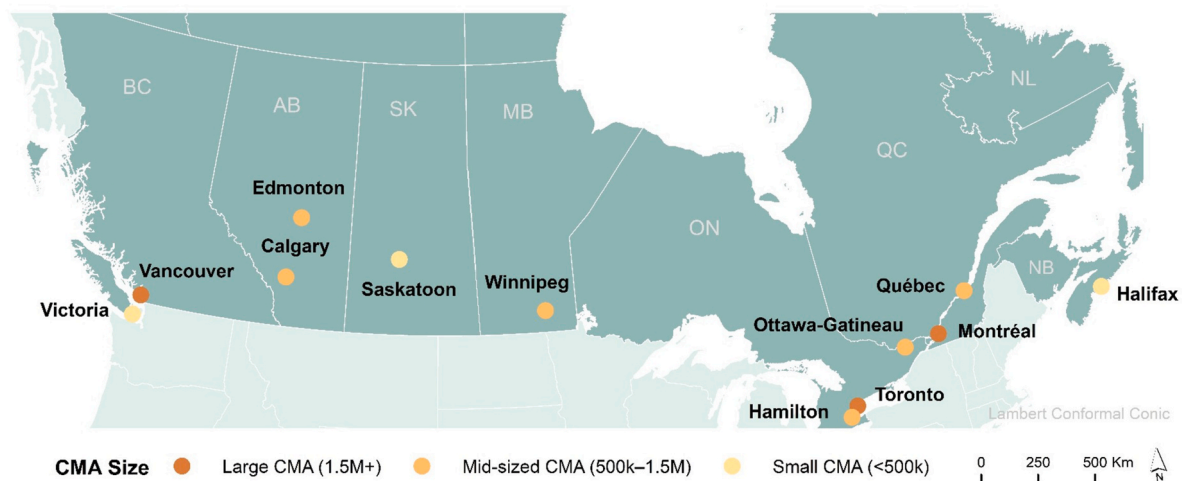 NL
BC
AB
SK
MB
QC
Edmonton
ON
Calgary
NB
Vancouver
Saskatoon
Winnipeg
Québec
Halifax
Victoria
Ottawa-Gatineau
Montréal
Toronto
Hamilton
Lambert Conformal Conic
CMA Size
Large CMA (1.5M+)
Mid-sized CMA (500k–1.5M)
Small CMA (<500k)
0 250 500 Km
N